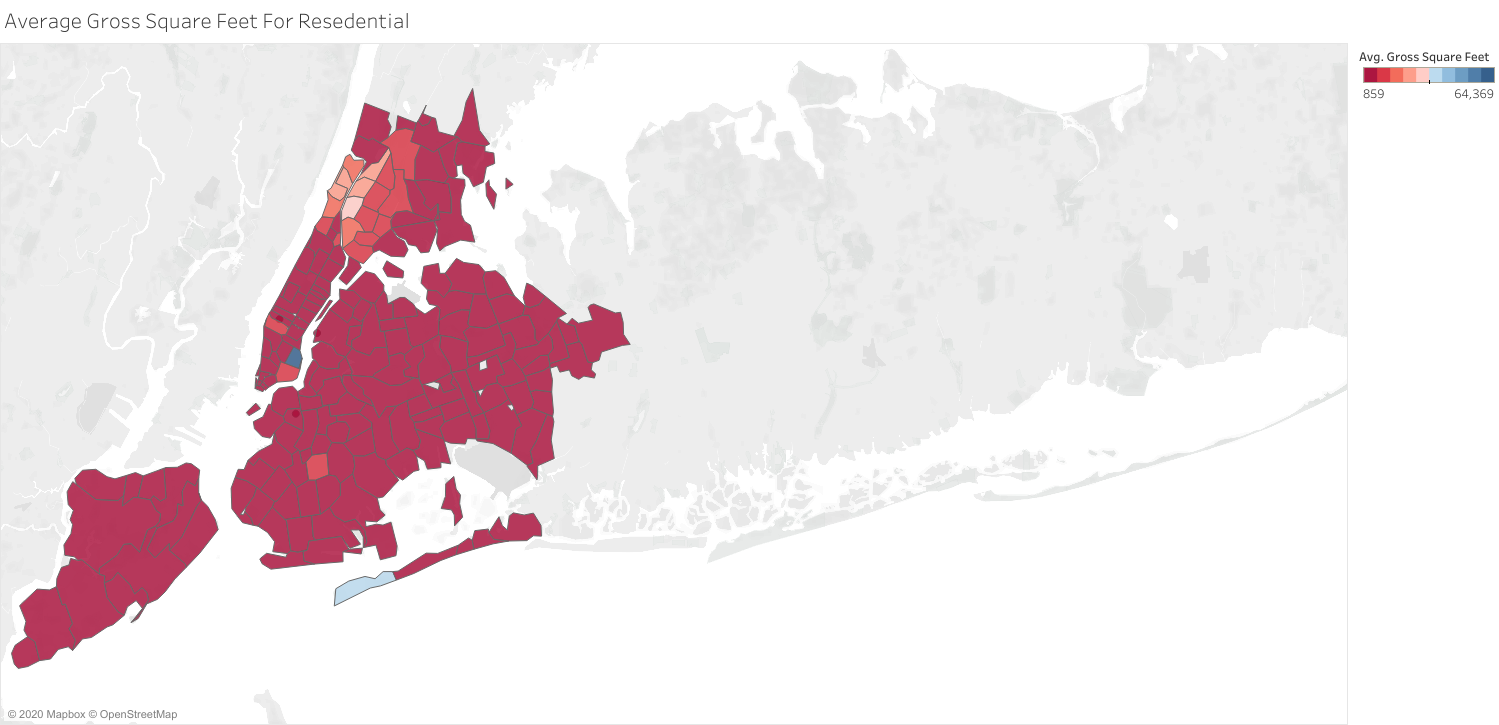 Average Gross Square Feet For Resedential
Avg. Gross Square Feet
859 64,369
© 2020 Mapbox © OpenStreetMap